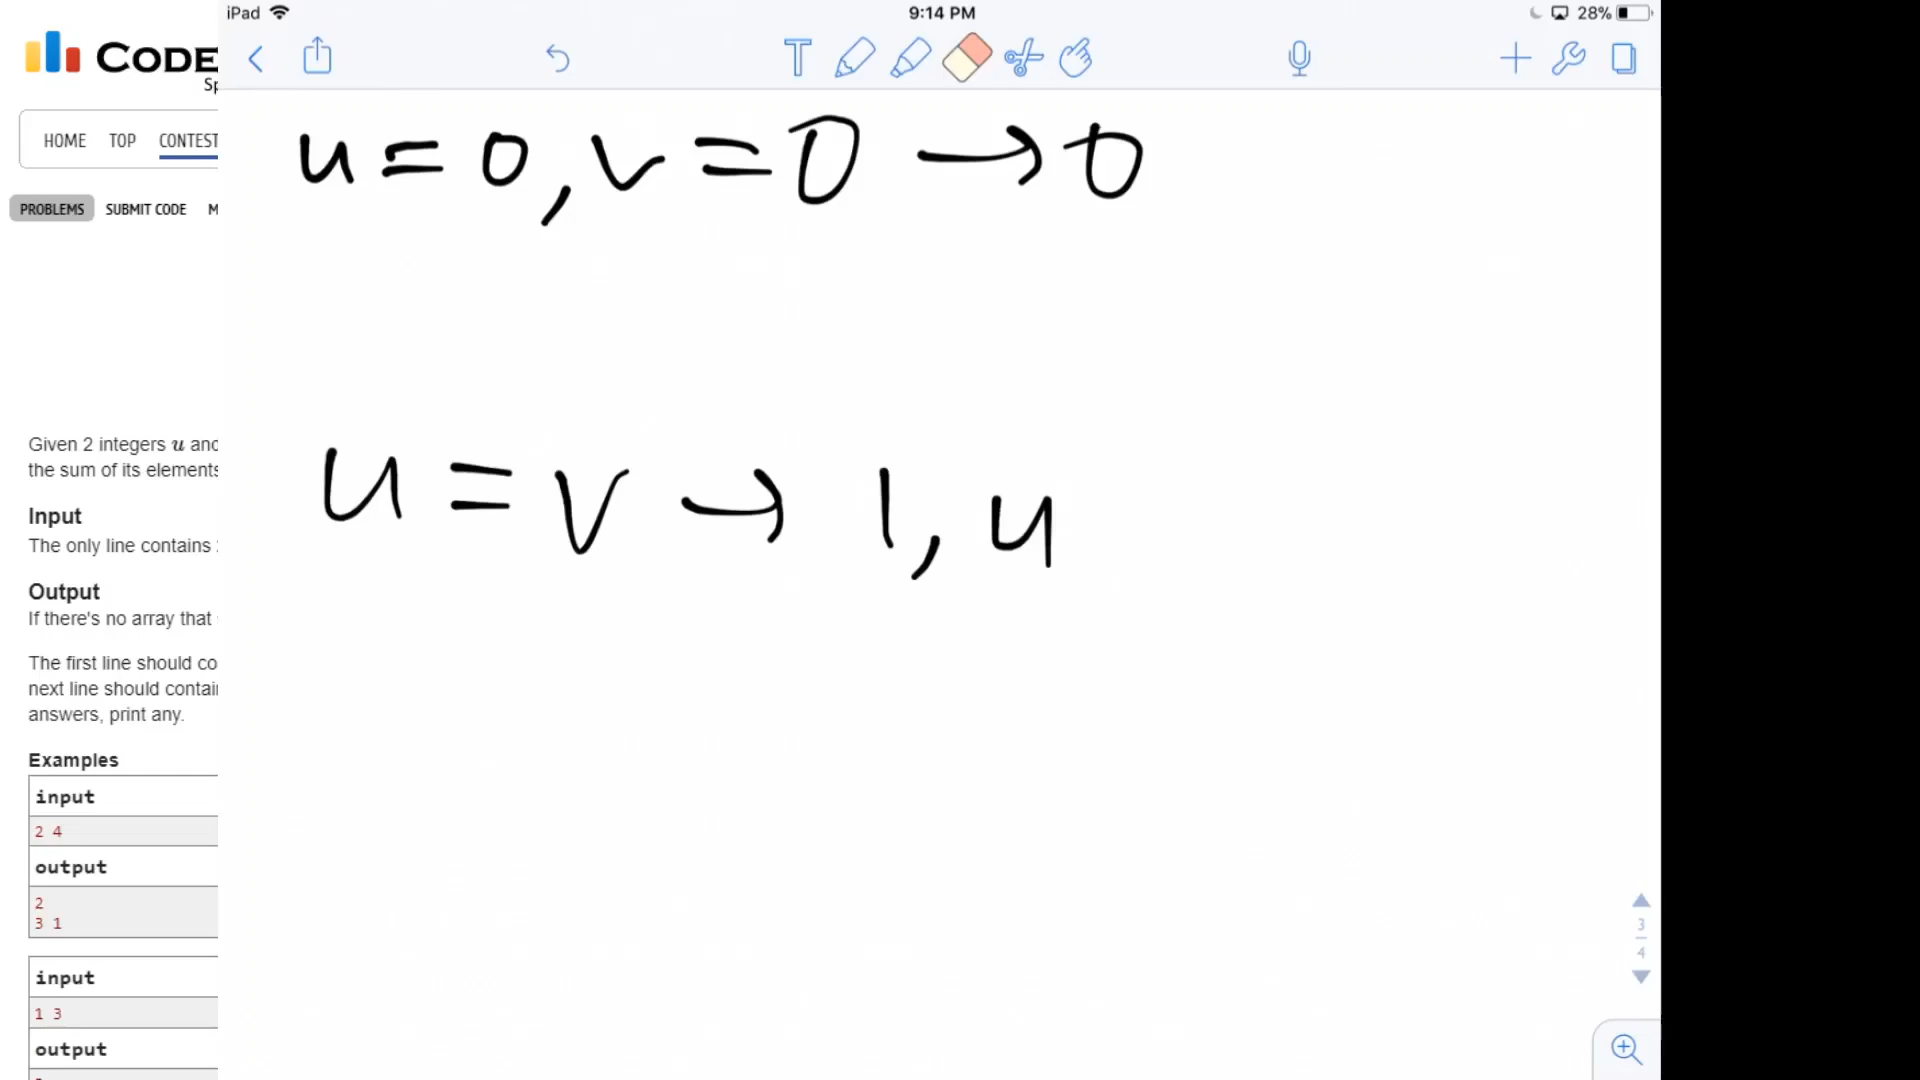 iPad 9:14 PM 28%
CODE
Sp
HOME TOP CONTEST
PROBLEMS SUBMIT CODE M
u = 0, v = 0 → 0
u = v → 1, u
Given 2 integers u and
the sum of its elements
Input
The only line contains 2
Output
If there's no array that
The first line should co
next line should contain
answers, print any.
Examples
input
2 4
output
2
3 1
input
1 3
output
3
4